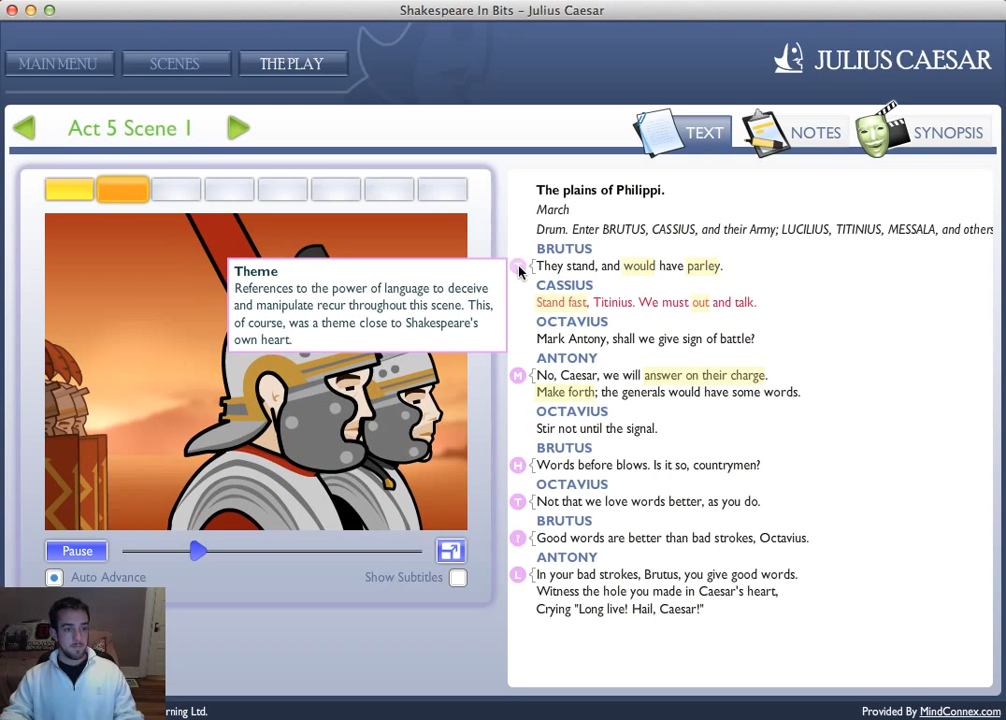 Shakespeare In Bits - Julius Caesar
MAIN MENU
SCENES
THE PLAY
JULIUS CAESAR
Act 5 Scene 1
TEXT
NOTES
SYNOPSIS
Theme
References to the power of language to deceive
and manipulate recur throughout this scene. This,
of course, was a theme close to Shakespeare's
own heart.
Pause
Auto Advance
Show Subtitles
The plains of Philippi.
March
Drum. Enter BRUTUS, CASSIUS, and their Army; LUCILIUS, TITINIUS, MESSALA, and others
BRUTUS
They stand, and would have parley.
CASSIUS
Stand fast, Titinius. We must out and talk.
OCTAVIUS
Mark Antony, shall we give sign of battle?
ANTONY
M No, Caesar, we will answer on their charge.
Make forth; the generals would have some words.
OCTAVIUS
Stir not until the signal.
BRUTUS
H Words before blows. Is it so, countrymen?
OCTAVIUS
T Not that we love words better, as you do.
BRUTUS
? Good words are better than bad strokes, Octavius.
ANTONY
L In your bad strokes, Brutus, you give good words.
Witness the hole you made in Caesar's heart,
Crying "Long live! Hail, Caesar!"
rning Ltd.
Provided By MindConnex.com